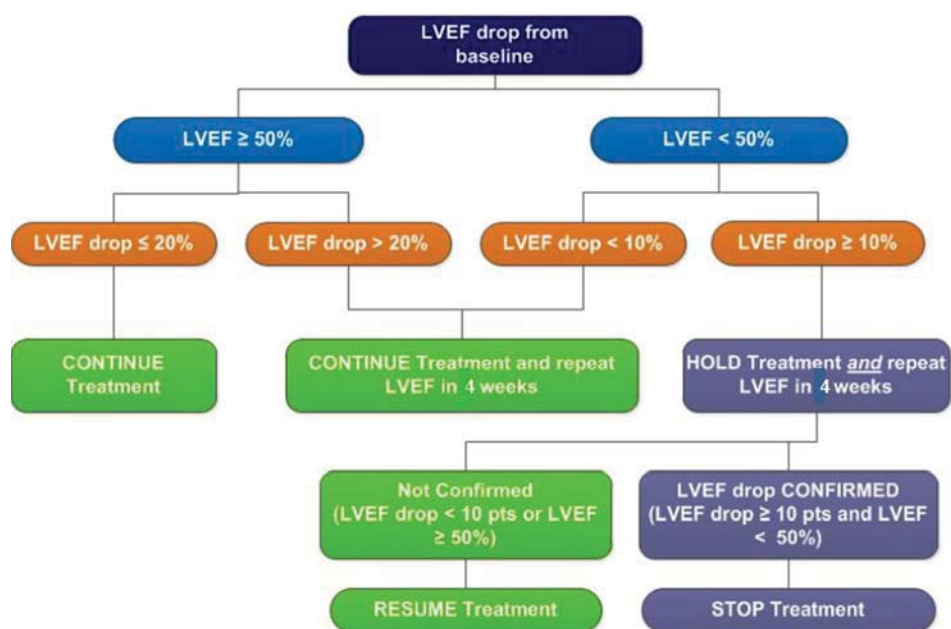 LVEF drop from
baseline
LVEF ≥ 50%
LVEF < 50%
LVEF drop ≤ 20%
LVEF drop > 20%
LVEF drop < 10%
LVEF drop ≥ 10%
CONTINUE
Treatment
CONTINUE Treatment and repeat
LVEF in 4 weeks
HOLD Treatment and repeat
LVEF in 4 weeks
Not Confirmed
(LVEF drop < 10 pts or LVEF
≥ 50%)
LVEF drop CONFIRMED
(LVEF drop ≥ 10 pts and LVEF
< 50%)
RESUME Treatment
STOP Treatment